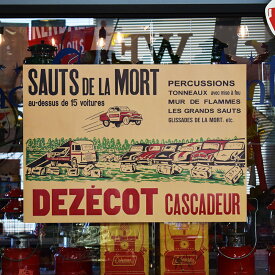 SAUTS DE LA MORT
au-dessus de 15 voitures
PERCUSSIONS
TONNEAUX avec mise à feu
MUR DE FLAMMES
LES GRANDS SAUTS
GLISSADES DE LA MORT, etc.
DEZÉCOT CASCADEUR